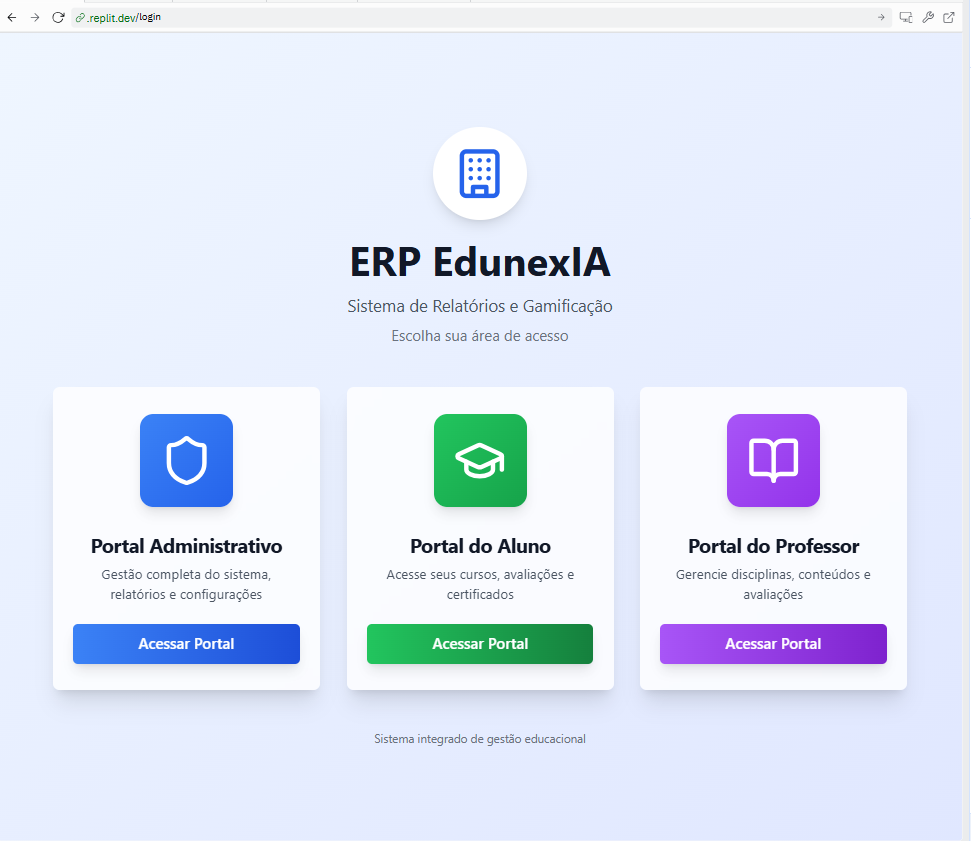 .replit.dev/login
ERP EdunexIA
Sistema de Relatórios e Gamificação
Escolha sua área de acesso
Portal Administrativo
Gestão completa do sistema,
relatórios e configurações
Acessar Portal
Portal do Aluno
Acesse seus cursos, avaliações e
certificados
Acessar Portal
Portal do Professor
Gerencie disciplinas, conteúdos e
avaliações
Acessar Portal
Sistema integrado de gestão educacional